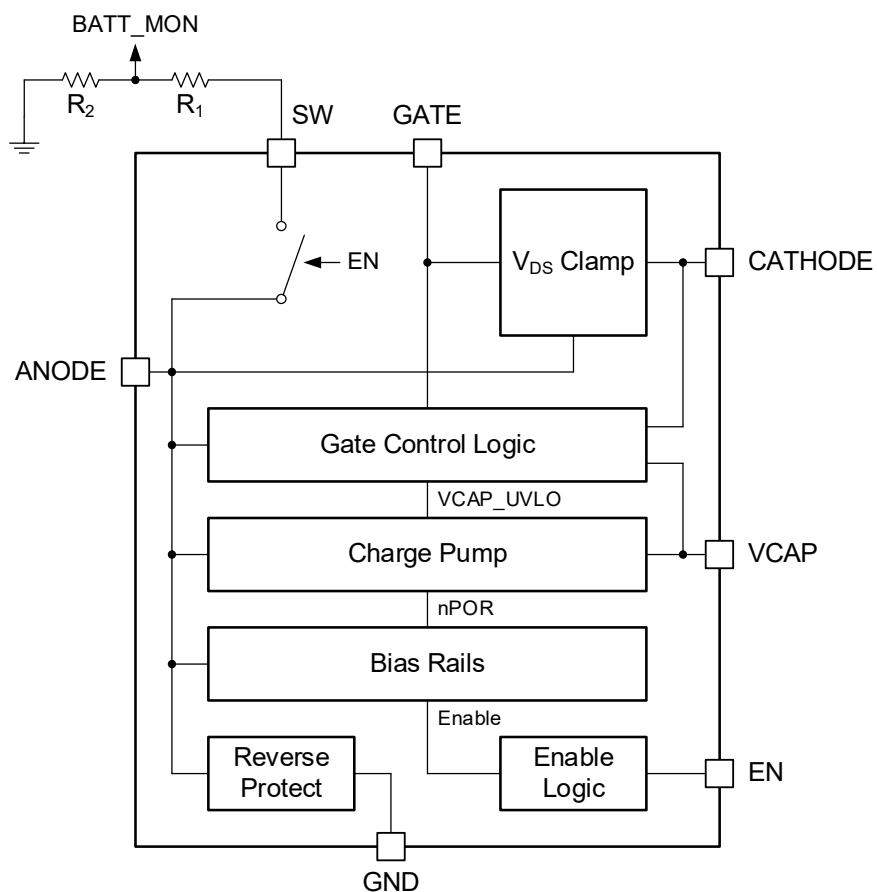 BATT_MON
R₂
R₁
SW
GATE
EN
V_DS Clamp
CATHODE
ANODE
Gate Control Logic
VCAP_UVLO
Charge Pump
VCAP
nPOR
Bias Rails
Enable
Reverse
Protect
Enable
Logic
EN
GND